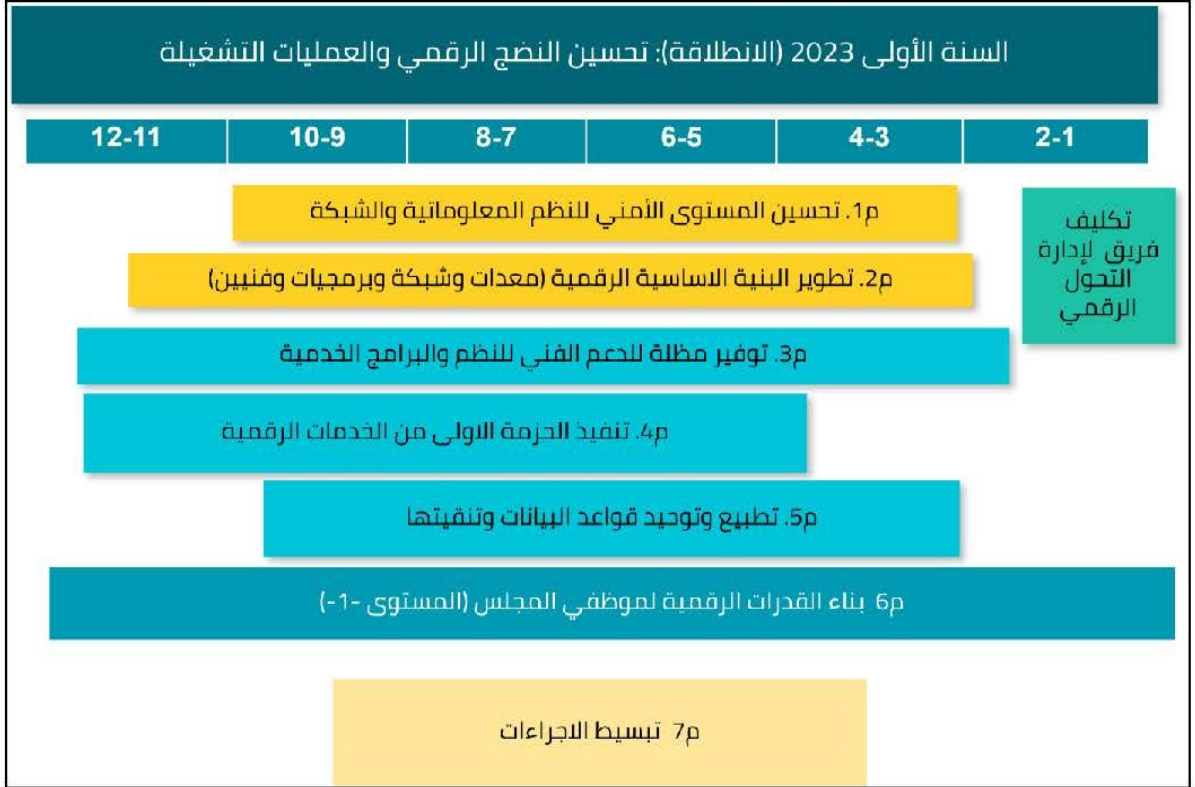 السنة الأولى 2023 (الانطلاقة): تحسين النضج الرقمي والعمليات التشغيلة
2-1
4-3
6-5
8-7
10-9
12-11
تكليف
فريق لإدارة
التحول
الرقمي
م1. تحسين المستوى الأمني للنظم المعلوماتية والشبكة
م2. تطوير البنية الاساسية الرقمية (معدات وشبكة وبرمجيات وفنيين)
م3. توفير مظلة للدعم الفني للنظم والبرامج الخدمية
م4. تنفيذ الحزمة الاولى من الخدمات الرقمية
م5. تطبيع وتوحيد قواعد البيانات وتنقيتها
م6 بناء القدرات الرقمية لموظفي المجلس (المستوى -1-)
م7 تبسيط الاجراءات